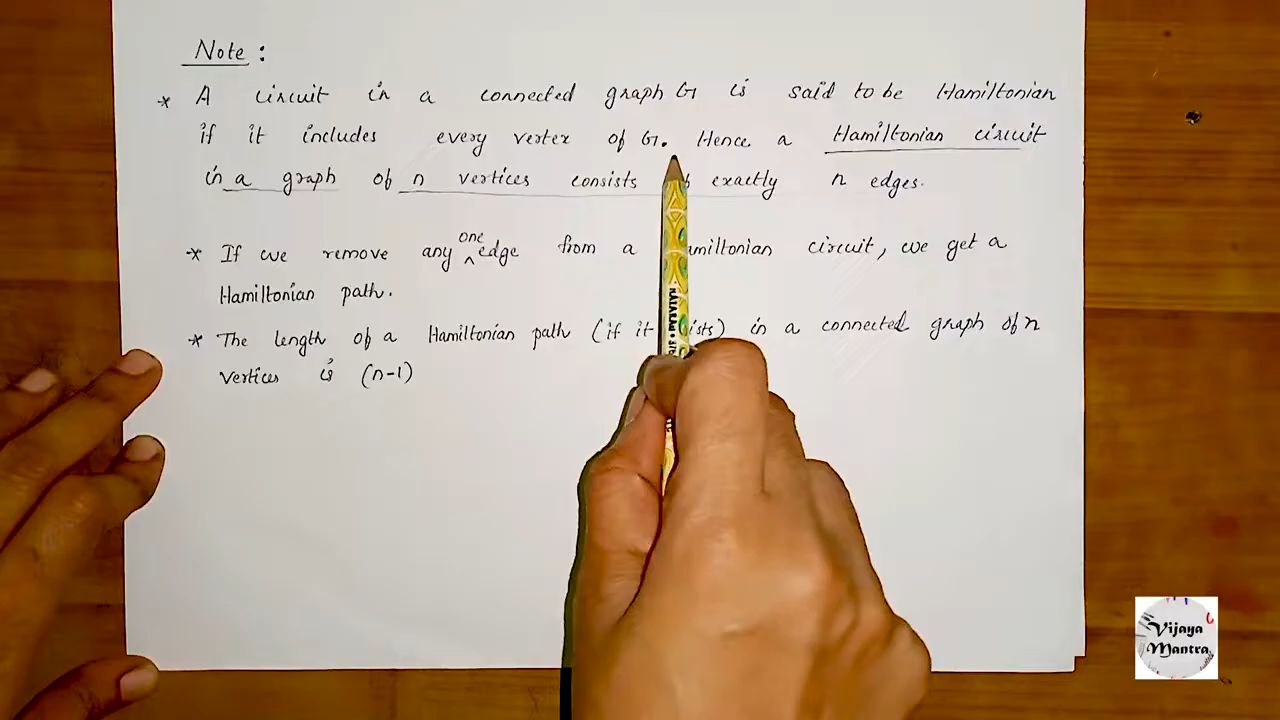 Note :
* A circuit in a connected graph G is said to be Hamiltonian
if it includes every vertex of G. Hence a Hamiltonian circuit
in a graph of n vertices consists exactly n edges.
* If we remove any one edge from a miltonian circuit, we get a
Hamiltonian path.
* The length of a Hamiltonian path (if it ists) in a connected graph of n
vertices is (n-1)
NATARAJ
Vijaya
Mantra